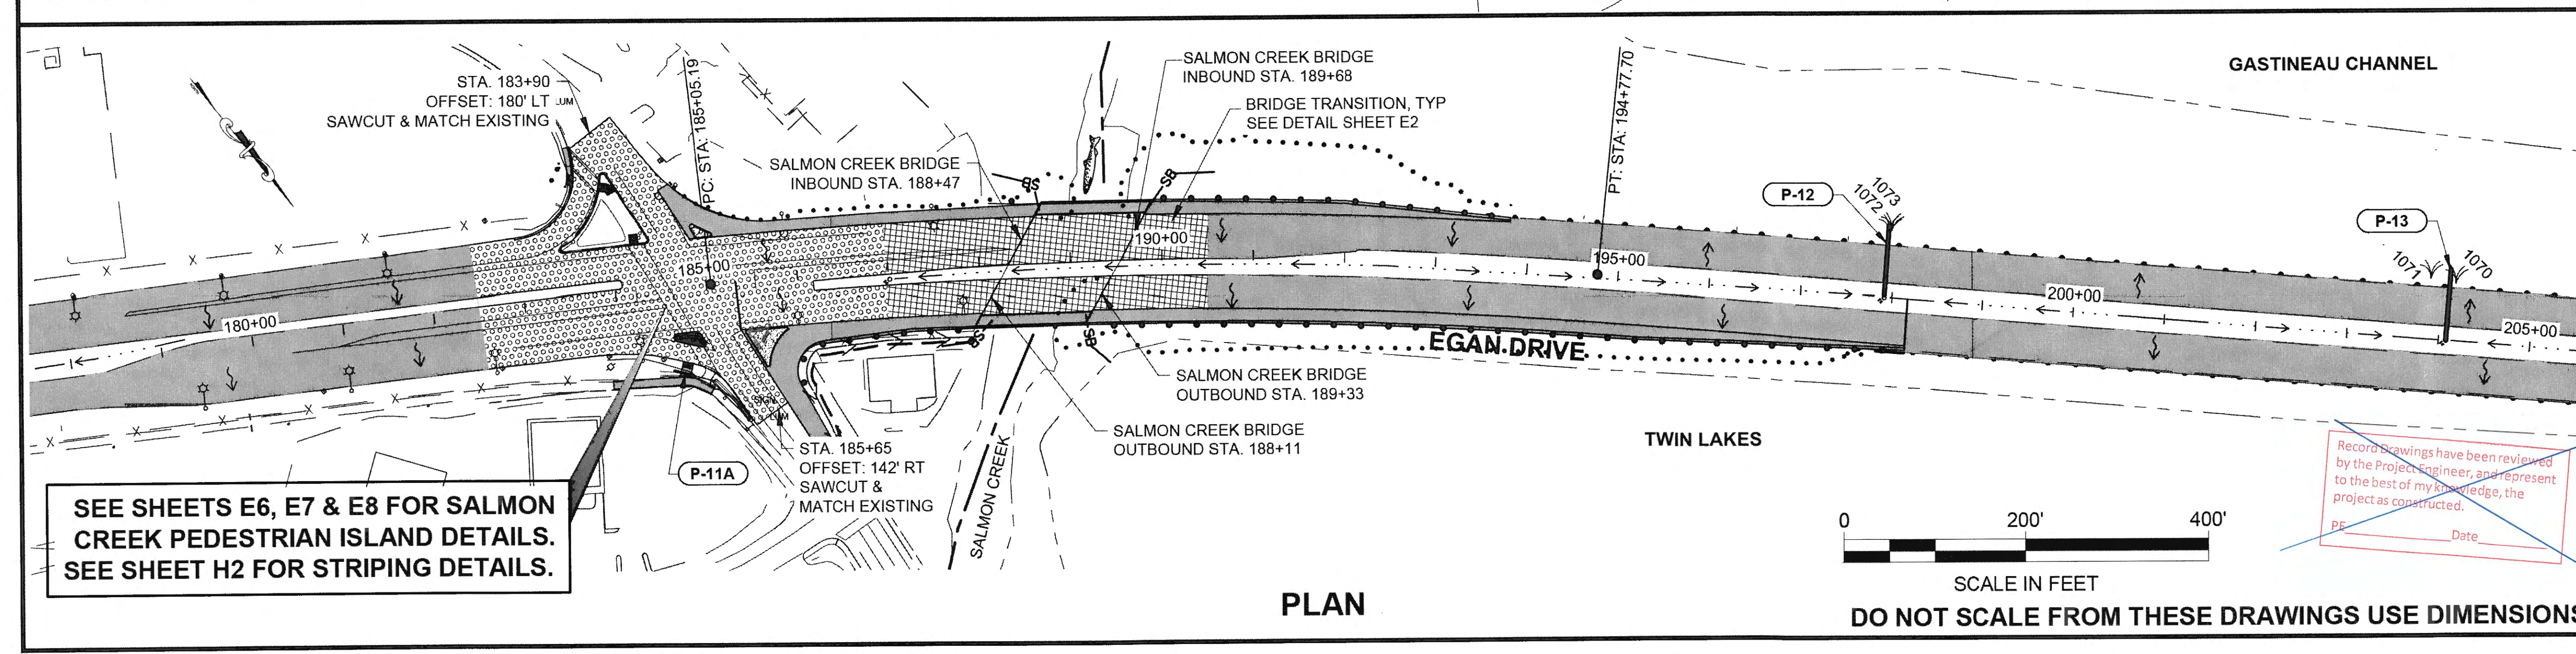 GASTINEAU CHANNEL
STA. 183+90
OFFSET: 180' LT
SAWCUT & MATCH EXISTING
LUM
PC: STA: 185+05.19
SALMON CREEK BRIDGE
INBOUND STA. 189+68
BRIDGE TRANSITION, TYP
SEE DETAIL SHEET E2
SALMON CREEK BRIDGE
INBOUND STA. 188+47
SB
SB
PT: STA: 194+77.70
P-12
1073
1072
P-13
1071
1070
180+00
185+00
190+00
195+00
200+00
205+00
EGAN DRIVE
SB
SB
SALMON CREEK BRIDGE
OUTBOUND STA. 189+33
SALMON CREEK BRIDGE
OUTBOUND STA. 188+11
SIGN
LUM
STA. 185+65
OFFSET: 142' RT
SAWCUT &
MATCH EXISTING
P-11A
SALMON CREEK
TWIN LAKES
SEE SHEETS E6, E7 & E8 FOR SALMON
CREEK PEDESTRIAN ISLAND DETAILS.
SEE SHEET H2 FOR STRIPING DETAILS.
Record Drawings have been reviewed
by the Project Engineer, and represent
to the best of my knowledge, the
project as constructed.
PE Date
0 200' 400'
SCALE IN FEET
PLAN
DO NOT SCALE FROM THESE DRAWINGS USE DIMENSIONS